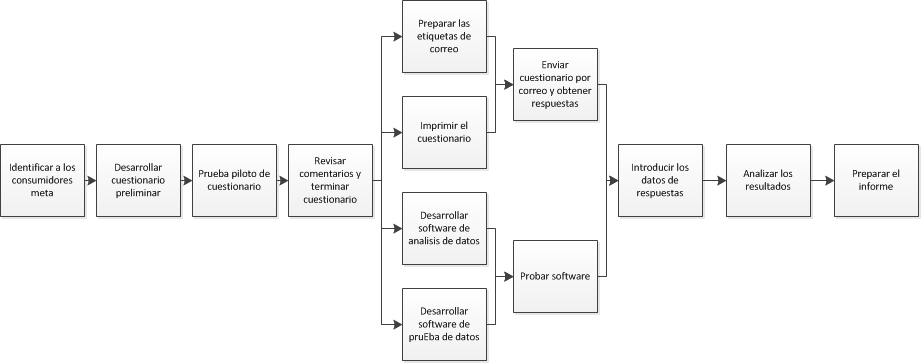 Identificar a los
consumidores
meta
Desarrollar
cuestionario
preliminar
Prueba piloto de
cuestionario
Revisar
comentarios y
terminar
cuestionario
Preparar las
etiquetas de
correo
Imprimir el
cuestionario
Desarrollar
software de
analisis de datos
Desarrollar
software de
pruEba de datos
Enviar
cuestionario por
correo y obtener
respuestas
Probar software
Introducir los
datos de
respuestas
Analizar los
resultados
Preparar el
informe